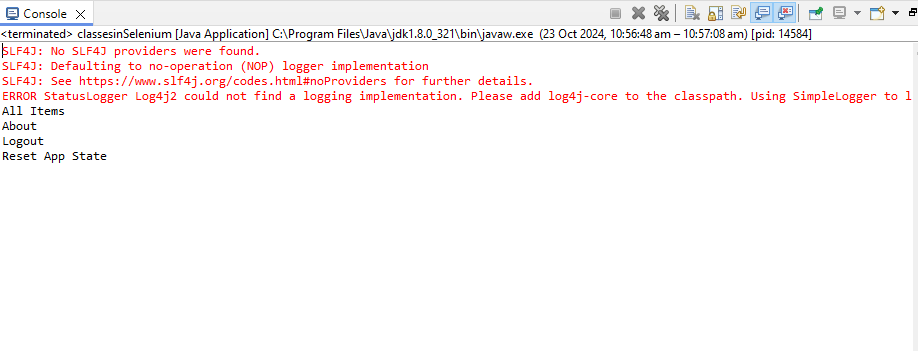 Console
<terminated> classesinSelenium [Java Application] C:\Program Files\Java\jdk1.8.0_321\bin\javaw.exe (23 Oct 2024, 10:56:48 am – 10:57:08 am) [pid: 14584]
SLF4J: No SLF4J providers were found.
SLF4J: Defaulting to no-operation (NOP) logger implementation
SLF4J: See https://www.slf4j.org/codes.html#noProviders for further details.
ERROR StatusLogger Log4j2 could not find a logging implementation. Please add log4j-core to the classpath. Using SimpleLogger to l
All Items
About
Logout
Reset App State